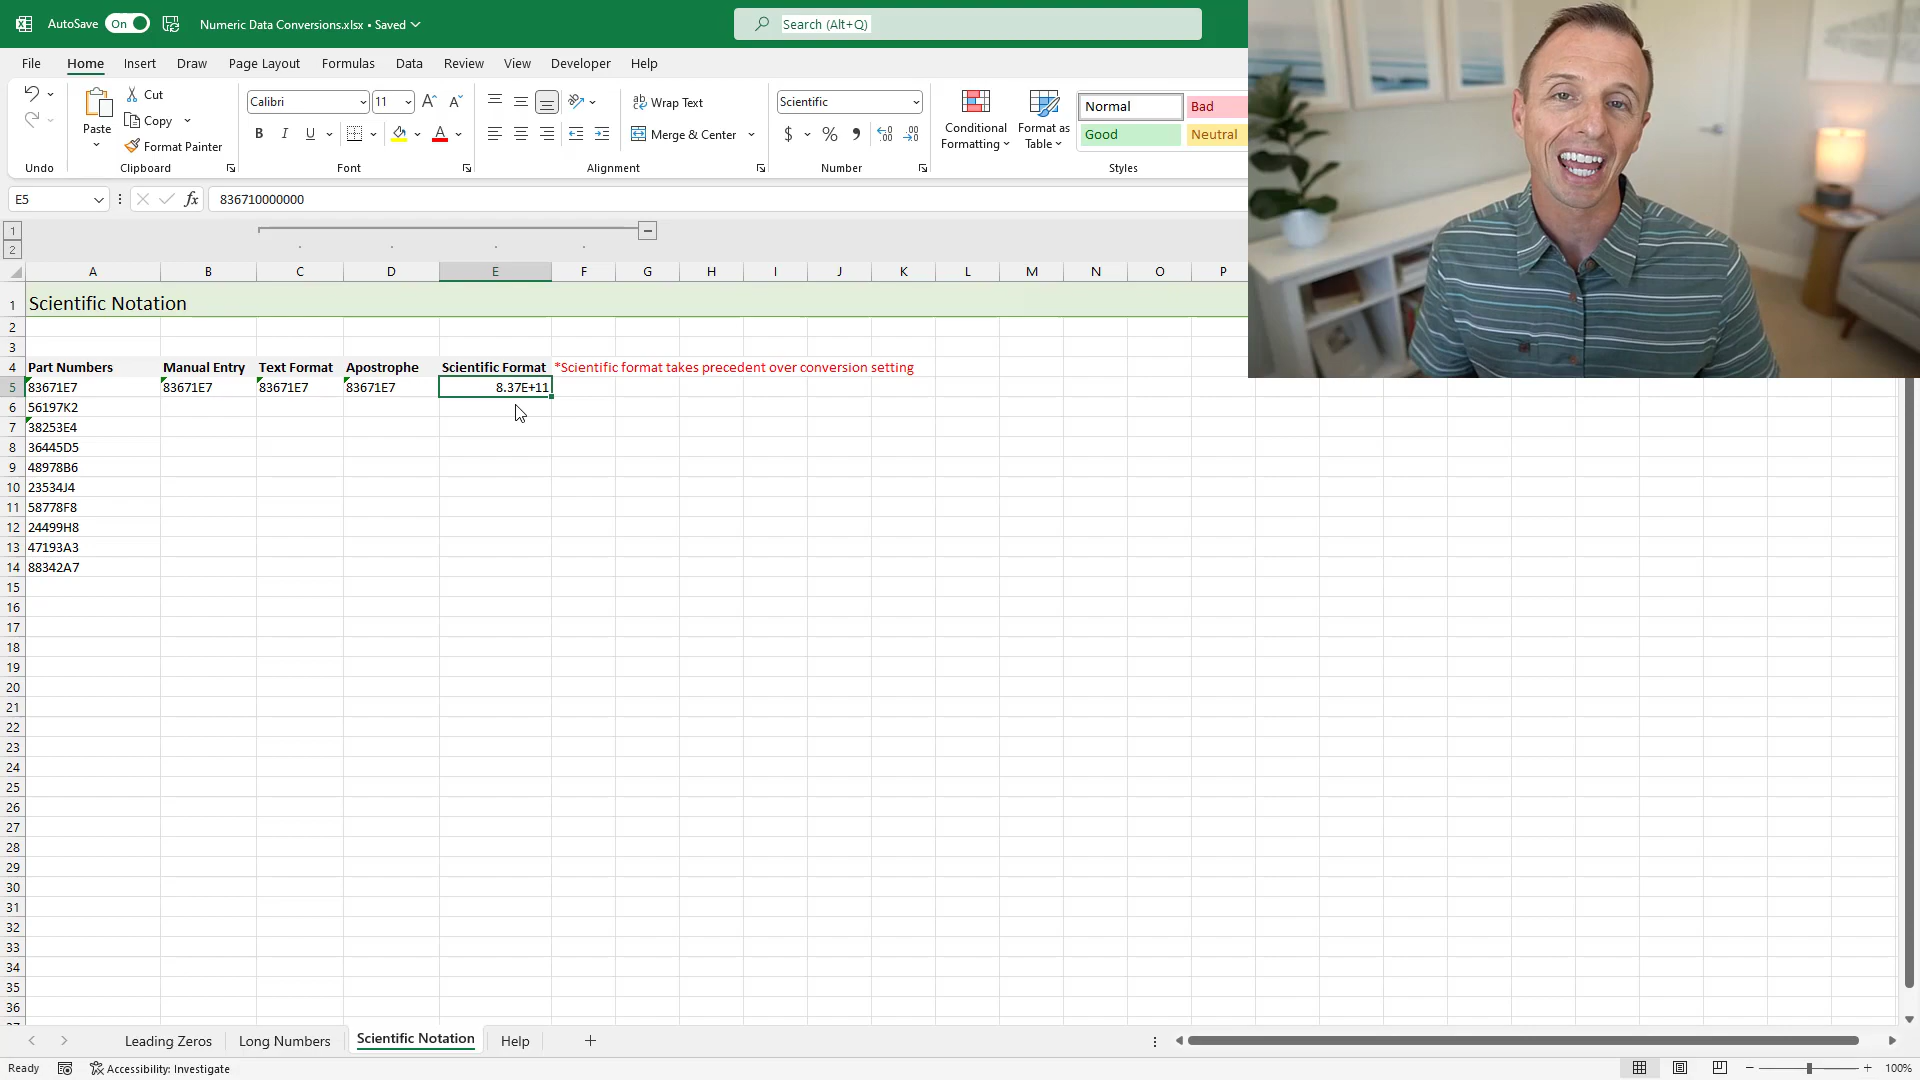 AutoSave On Numeric Data Conversions.xlsx • Saved Search (Alt+Q)
File Home Insert Draw Page Layout Formulas Data Review View Developer Help
Paste Cut Calibri 11 Wrap Text Scientific Conditional Formatting Format as Table Normal Bad
Copy Good Neutral
Format Painter B I U Merge & Center $ %
Undo Clipboard Font Alignment Number Styles
E5 fx 836710000000
1
2
A B C D E F G H I J K L M N O P
1 Scientific Notation
2
3
4 Part Numbers Manual Entry Text Format Apostrophe Scientific Format *Scientific format takes precedent over conversion setting
5 83671E7 83671E7 83671E7 83671E7 8.37E+11
6 56197K2
7 38253E4
8 36445D5
9 48978B6
10 23534J4
11 58778F8
12 24499H8
13 47193A3
14 88342A7
15
16
17
18
19
20
21
22
23
24
25
26
27
28
29
30
31
32
33
34
35
36
Leading Zeros Long Numbers Scientific Notation Help
Ready Accessibility: Investigate 100%